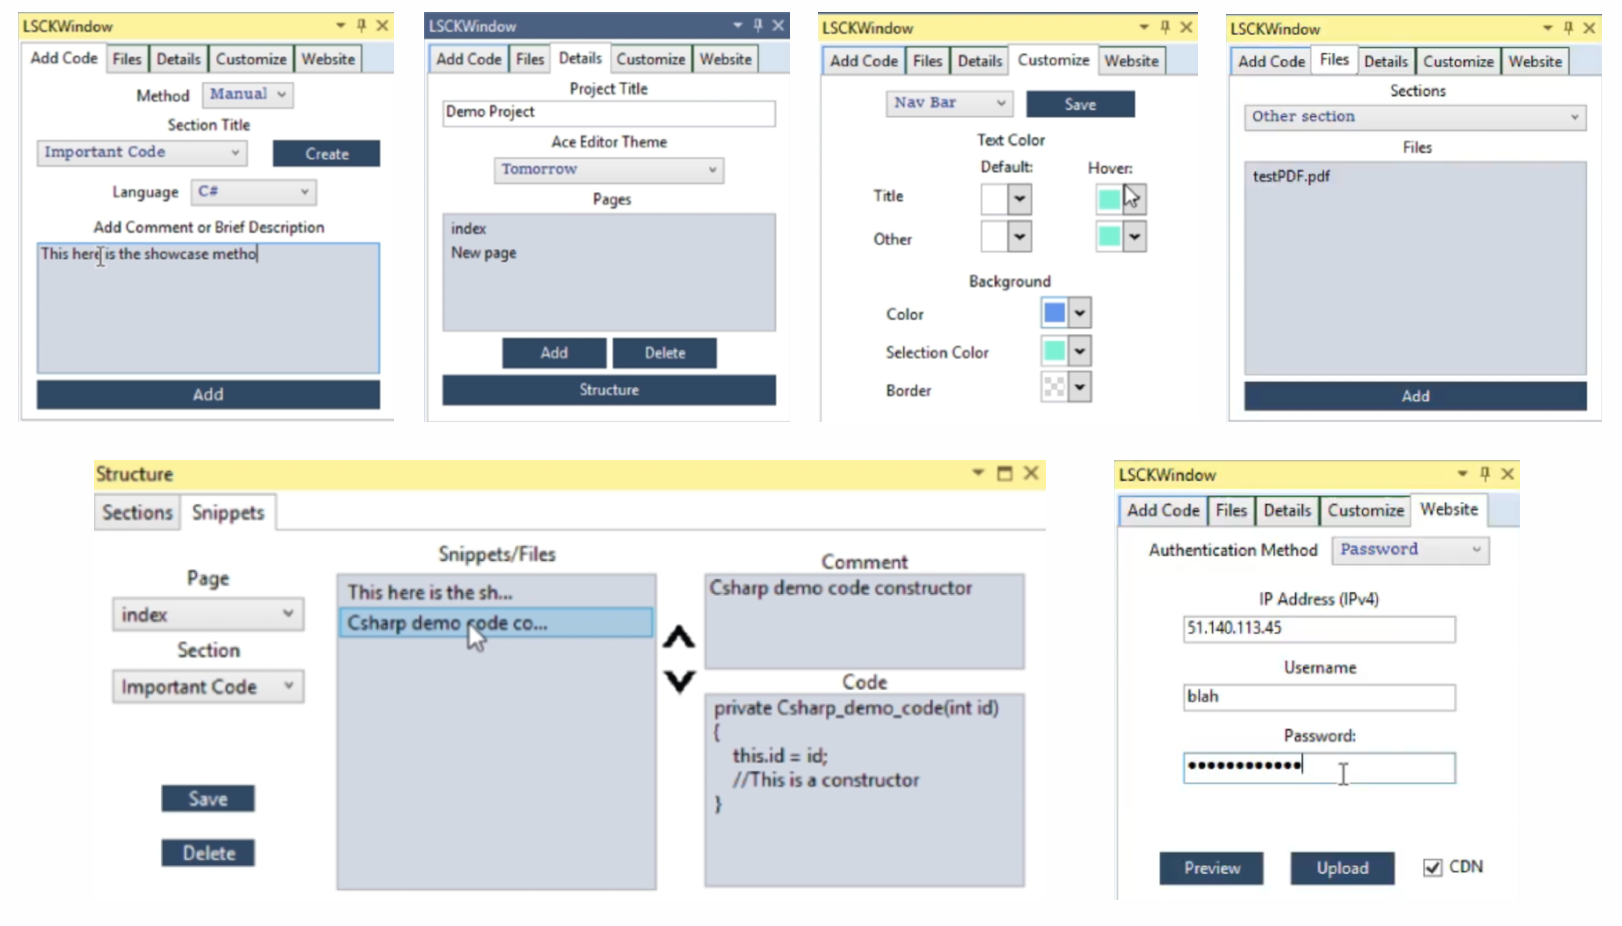 LSCKWindow
Add Code Files Details Customize Website
Method Manual
Section Title
Important Code Create
Language C#
Add Comment or Brief Description
This here is the showcase metho
Add
LSCKWindow
Add Code Files Details Customize Website
Project Title
Demo Project
Ace Editor Theme
Tomorrow
Pages
index
New page
Add Delete
Structure
LSCKWindow
Add Code Files Details Customize Website
Nav Bar Save
Text Color
Default: Hover:
Title
Other
Background
Color
Selection Color
Border
LSCKWindow
Add Code Files Details Customize Website
Sections
Other section
Files
testPDF.pdf
Add
Structure
Sections Snippets
Page
index
Section
Important Code
Save
Delete
Snippets/Files
This here is the sh...
Csharp demo code co...
Comment
Csharp demo code constructor
Code
private Csharp_demo_code(int id)
{
this.id = id;
//This is a constructor
}
LSCKWindow
Add Code Files Details Customize Website
Authentication Method Password
IP Address (IPv4)
51.140.113.45
Username
blah
Password:
••••••••••••
Preview Upload CDN